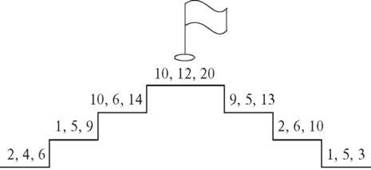 10, 12, 20
10, 6, 14
9, 5, 13
1, 5, 9
2, 6, 10
2, 4, 6
1, 5, 3